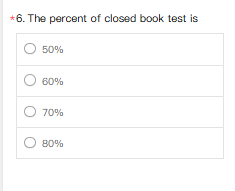 *6. The percent of closed book test is
50%
60%
70%
80%